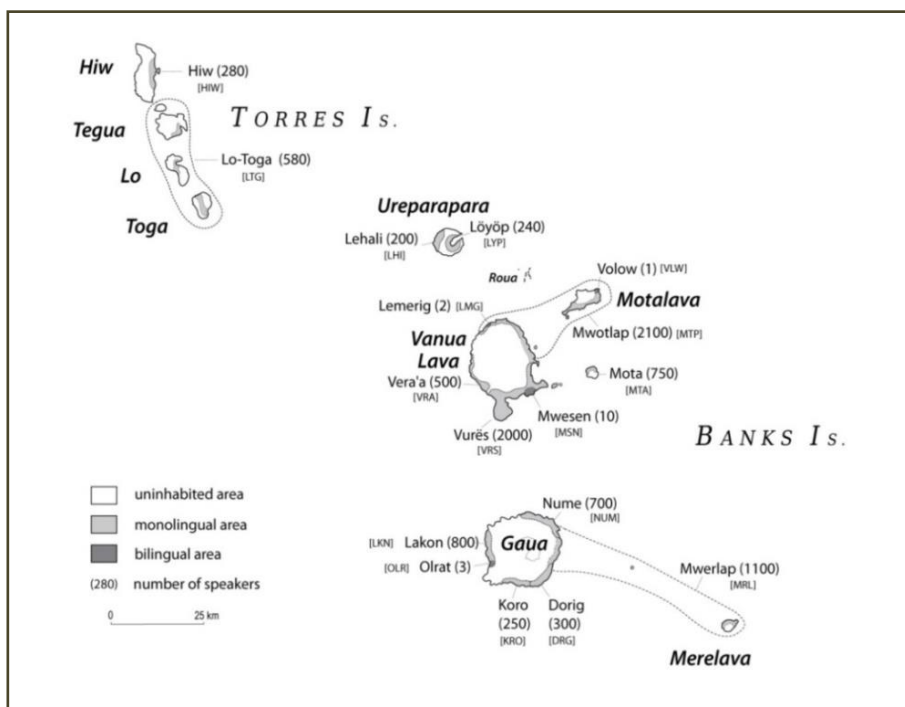 Hiw
Hiw (280)
[HIW]
TORRES Is.
Tegua
Lo-Toga (580)
[LTG]
Lo
Toga
Ureparapara
Löyöp (240)
[LYP]
Lehali (200)
[LHI]
Roua
Volow (1) [VLW]
Motalava
Lemerig (2) [LMG]
Mwotlap (2100) [MTP]
Vanua
Lava
Mota (750)
[MTA]
Vera'a (500)
[VRA]
Mwesen (10)
[MSN]
Vurës (2000)
[VRS]
BANKS Is.
uninhabited area
monolingual area
bilingual area
(280) number of speakers
0 25 km
Nume (700)
[NUM]
[LKN] Lakon (800)
Gaua
[OLR] Olrat (3)
Mwerlap (1100)
[MRL]
Koro
(250)
[KRO]
Dorig
(300)
[DRG]
Merelava